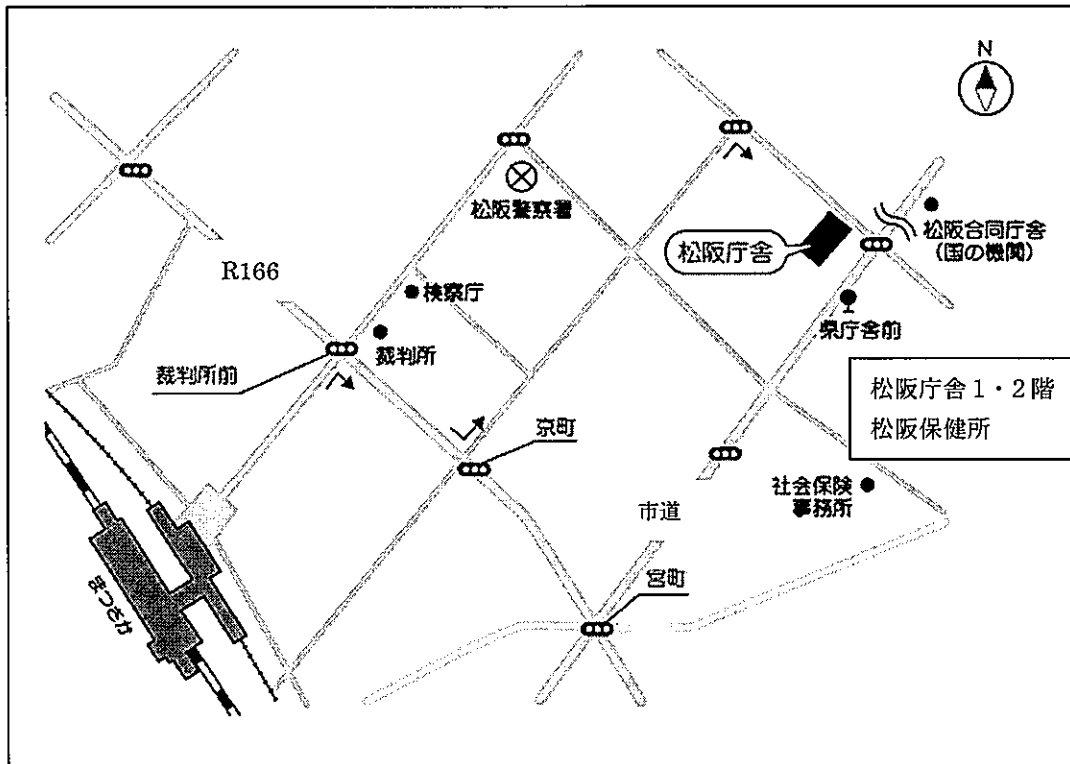 N
松阪警察署
松阪庁舎
松阪合同庁舎
(国の機関)
R166
検察庁
県庁舎前
裁判所
裁判所前
松阪庁舎1・2階
松阪保健所
京町
社会保険
事務所
市道
宮町
まつさか